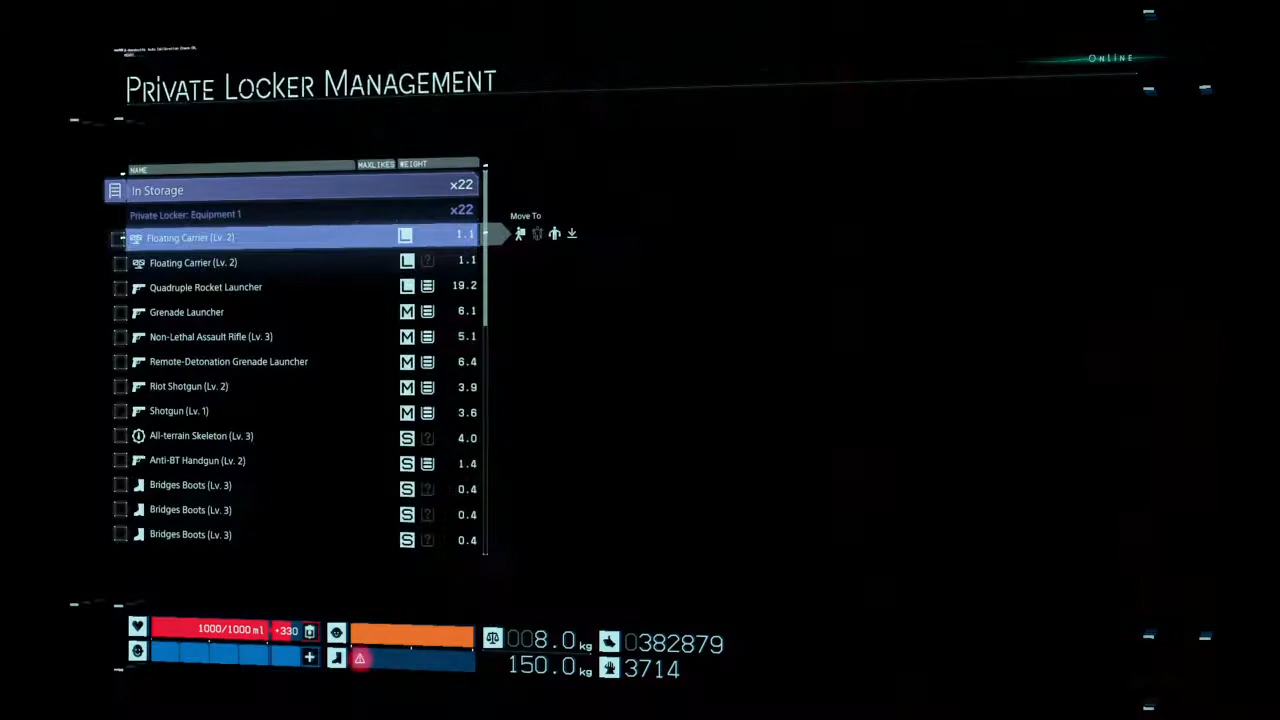 OnLine
Private Locker Management
NAME MAXLIKES WEIGHT
In Storage x22
Private Locker: Equipment 1 x22
Move To
Floating Carrier (Lv. 2) L 1.1
Floating Carrier (Lv. 2) L ? 1.1
Quadruple Rocket Launcher L 19.2
Grenade Launcher M 6.1
Non-Lethal Assault Rifle (Lv. 3) M 5.1
Remote-Detonation Grenade Launcher M 6.4
Riot Shotgun (Lv. 2) M 3.9
Shotgun (Lv. 1) M 3.6
All-terrain Skeleton (Lv. 3) S ? 4.0
Anti-BT Handgun (Lv. 2) S 1.4
Bridges Boots (Lv. 3) S ? 0.4
Bridges Boots (Lv. 3) S ? 0.4
Bridges Boots (Lv. 3) S ? 0.4
1000/1000 ml +330 008.0 kg 0382879
150.0 kg 3714